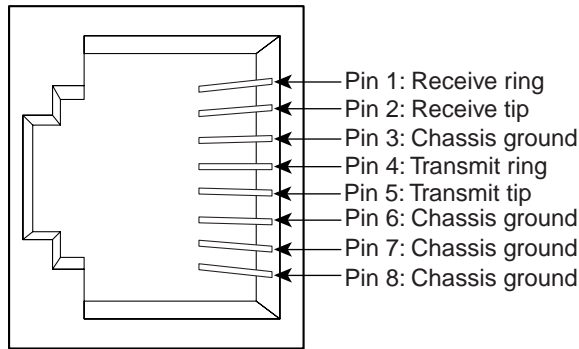 Pin 1: Receive ring
Pin 2: Receive tip
Pin 3: Chassis ground
Pin 4: Transmit ring
Pin 5: Transmit tip
Pin 6: Chassis ground
Pin 7: Chassis ground
Pin 8: Chassis ground